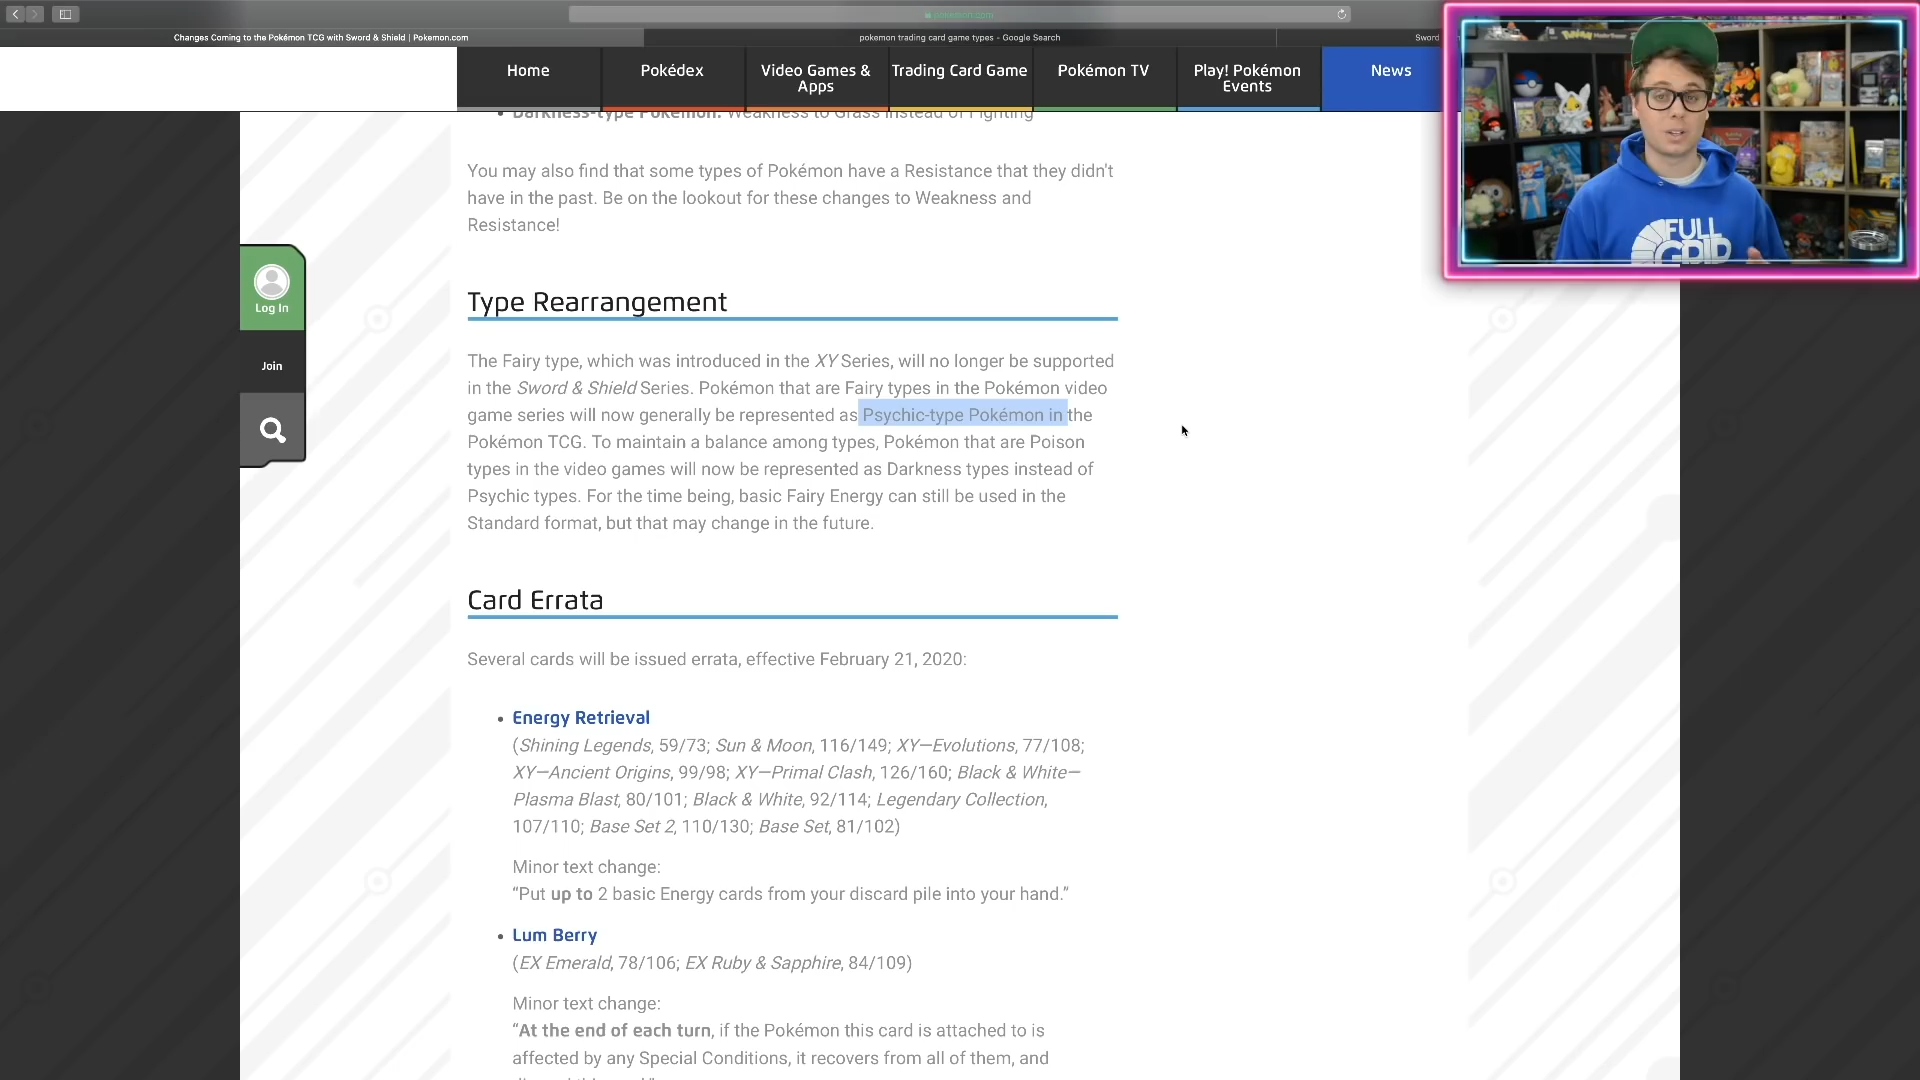 pokemon.com
Changes Coming to the Pokémon TCG with Sword & Shield | Pokemon.com
pokemon trading card game types - Google Search
Sword
Home
Pokédex
Video Games & Apps
Trading Card Game
Pokémon TV
Play! Pokémon Events
News
• Darkness-type Pokémon: Weakness to Grass instead of Fighting
You may also find that some types of Pokémon have a Resistance that they didn't
have in the past. Be on the lookout for these changes to Weakness and
Resistance!
Log In
Join
Type Rearrangement
The Fairy type, which was introduced in the XY Series, will no longer be supported
in the Sword & Shield Series. Pokémon that are Fairy types in the Pokémon video
game series will now generally be represented as Psychic-type Pokémon in the
Pokémon TCG. To maintain a balance among types, Pokémon that are Poison
types in the video games will now be represented as Darkness types instead of
Psychic types. For the time being, basic Fairy Energy can still be used in the
Standard format, but that may change in the future.
Card Errata
Several cards will be issued errata, effective February 21, 2020:
• Energy Retrieval
(Shining Legends, 59/73; Sun & Moon, 116/149; XY—Evolutions, 77/108;
XY—Ancient Origins, 99/98; XY—Primal Clash, 126/160; Black & White—
Plasma Blast, 80/101; Black & White, 92/114; Legendary Collection,
107/110; Base Set 2, 110/130; Base Set, 81/102)
Minor text change:
“Put up to 2 basic Energy cards from your discard pile into your hand.”
• Lum Berry
(EX Emerald, 78/106; EX Ruby & Sapphire, 84/109)
Minor text change:
“At the end of each turn, if the Pokémon this card is attached to is
affected by any Special Conditions, it recovers from all of them, and
FULL
GRIP